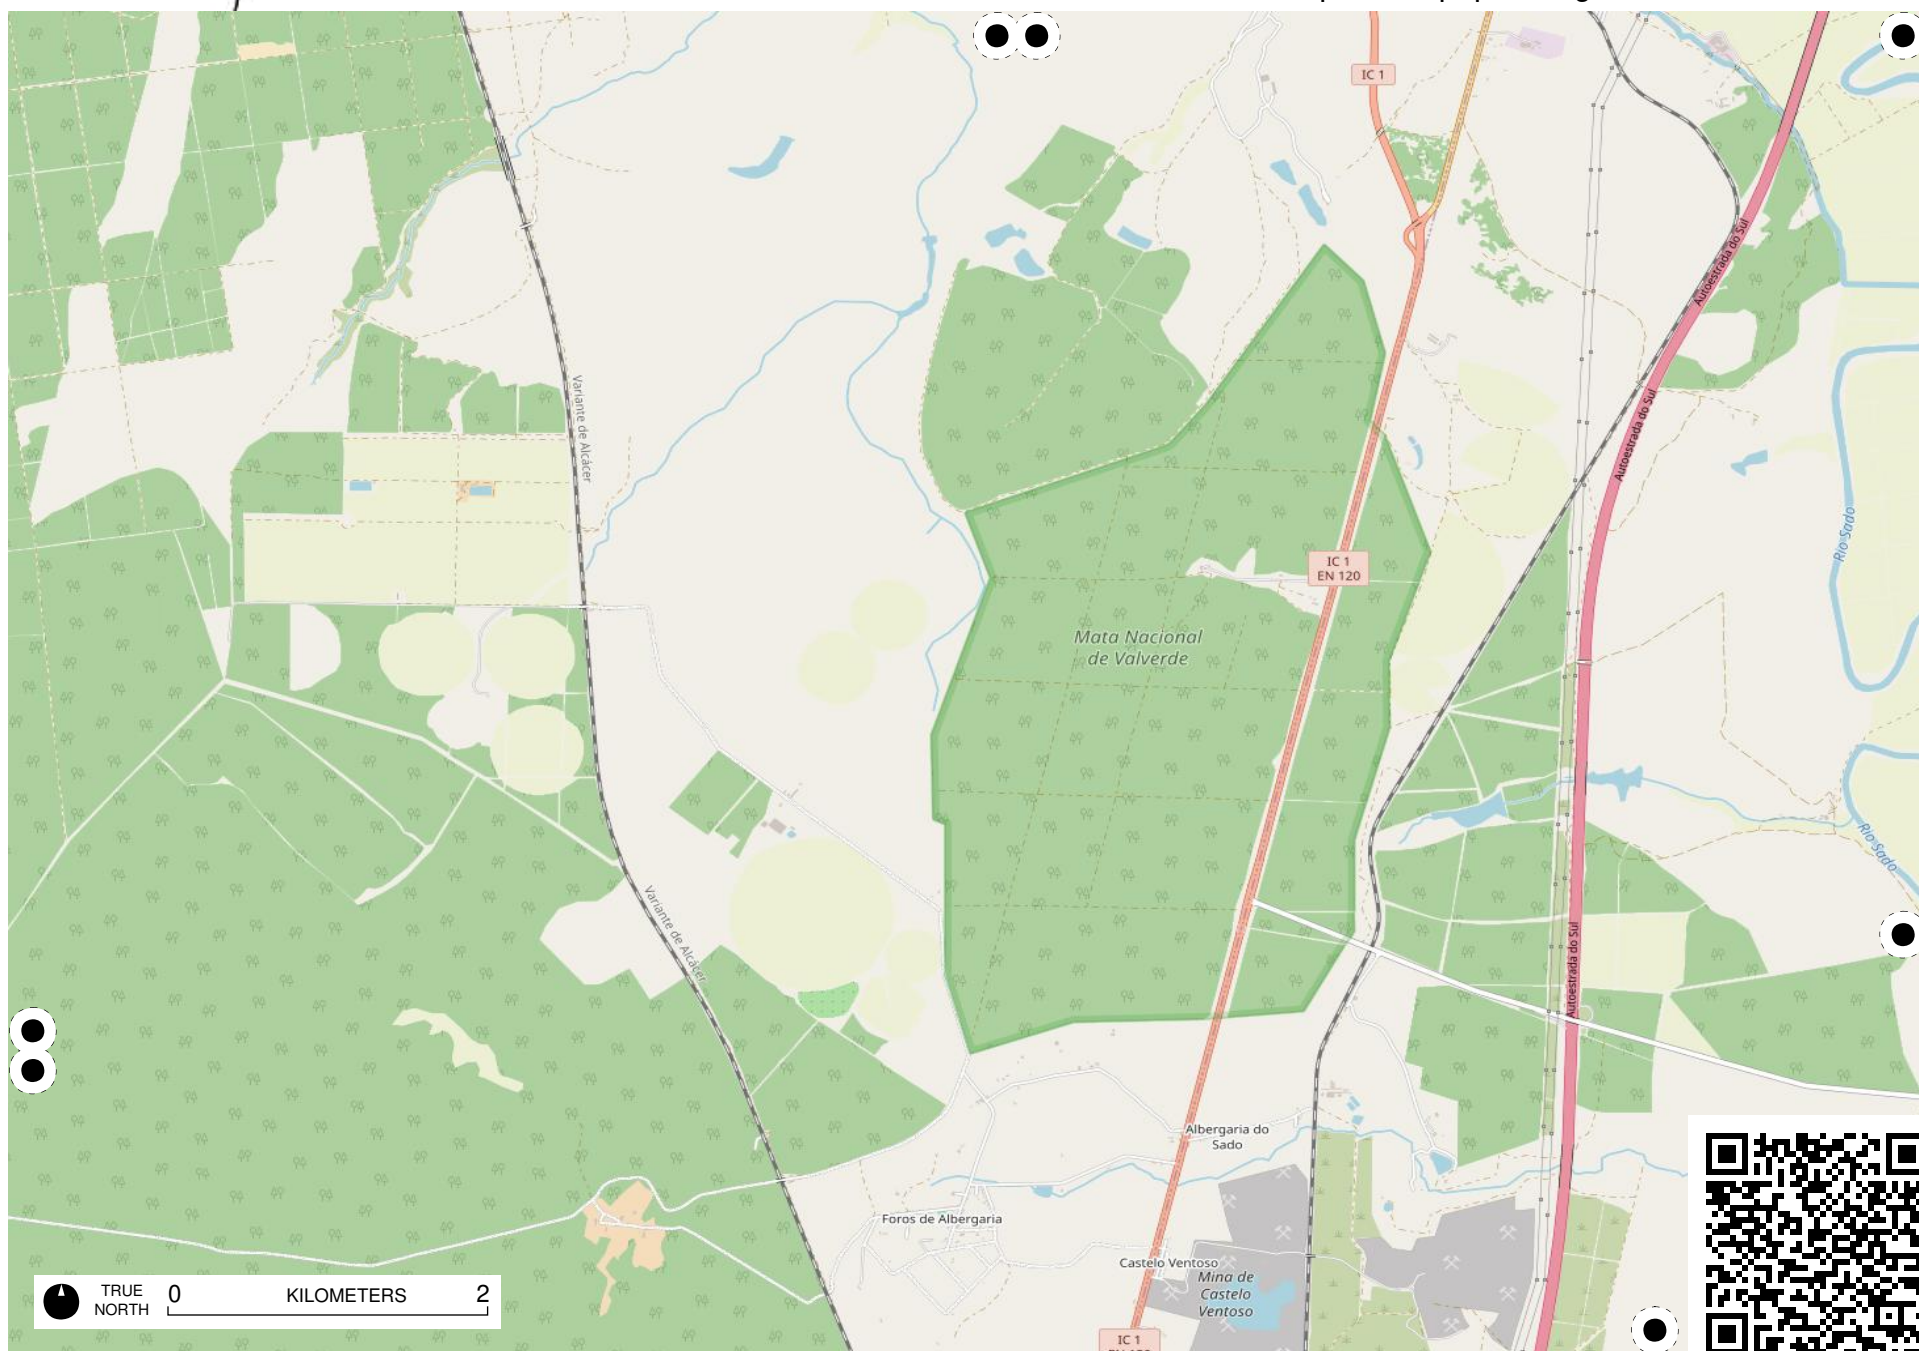 IC 1
Autoestrada do Sul
Variante de Alcácer
Autoestrada do Sul
Rio Sado
IC 1
EN 120
Mata Nacional
de Valverde
Rio Sado
Variante de Alcácer
Autoestrada do Sul
Albergaria do
Sado
Foros de Albergaria
Castelo Ventoso
Mina de
Castelo
Ventoso
TRUE
NORTH
0 KILOMETERS 2
IC 1